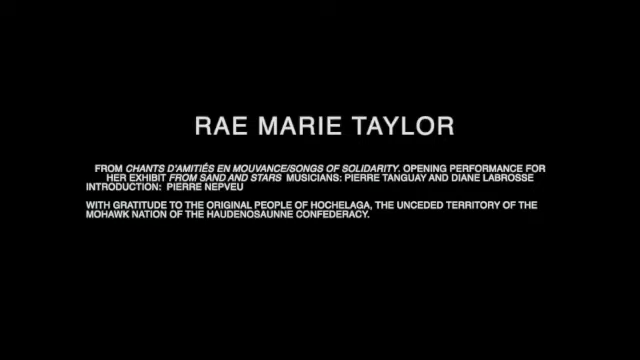 RAE MARIE TAYLOR
FROM CHANTS D'AMITIÉS EN MOUVANCE/SONGS OF SOLIDARITY. OPENING PERFORMANCE FOR
HER EXHIBIT FROM SAND AND STARS MUSICIANS: PIERRE TANGUAY AND DIANE LABROSSE
INTRODUCTION: PIERRE NEPVEU
WITH GRATITUDE TO THE ORIGINAL PEOPLE OF HOCHELAGA, THE UNCEDED TERRITORY OF THE
MOHAWK NATION OF THE HAUDENOSAUNNE CONFEDERACY.